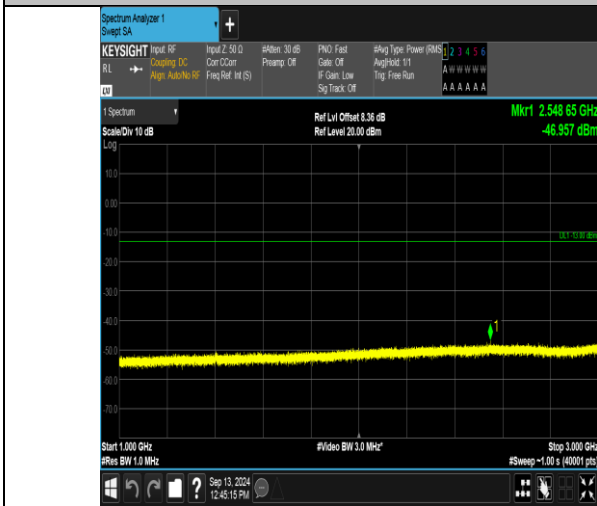 Spectrum Analyzer 1
Swept SA
+
KEYSIGHT
Input: RF
Input Z: 50 Ω
#Atten: 30 dB
PNO: Fast
#Avg Type: Power (RMS
1 2 3 4 5 6
RL
Coupling: DC
Corr CCorr
Preamp: Off
Gate: Off
Avg|Hold: 1/1
A W W W W W
Align: Auto/No RF
Freq Ref: Int (S)
IF Gain: Low
Trig: Free Run
Sig Track: Off
A A A A A A
1 Spectrum
Ref Lvl Offset 8.36 dB
Mkr1 2.548 65 GHz
Scale/Div 10 dB
Ref Level 20.00 dBm
-46.957 dBm
Log
10.0
0.00
-10.0
DL1 -13.00 dBm
-20.0
-30.0
-40.0
1
-50.0
-60.0
-70.0
Start 1.000 GHz
#Video BW 3.0 MHz*
Stop 3.000 GHz
#Res BW 1.0 MHz
#Sweep ~1.00 s (40001 pts)
?
Sep 13, 2024
12:45:15 PM